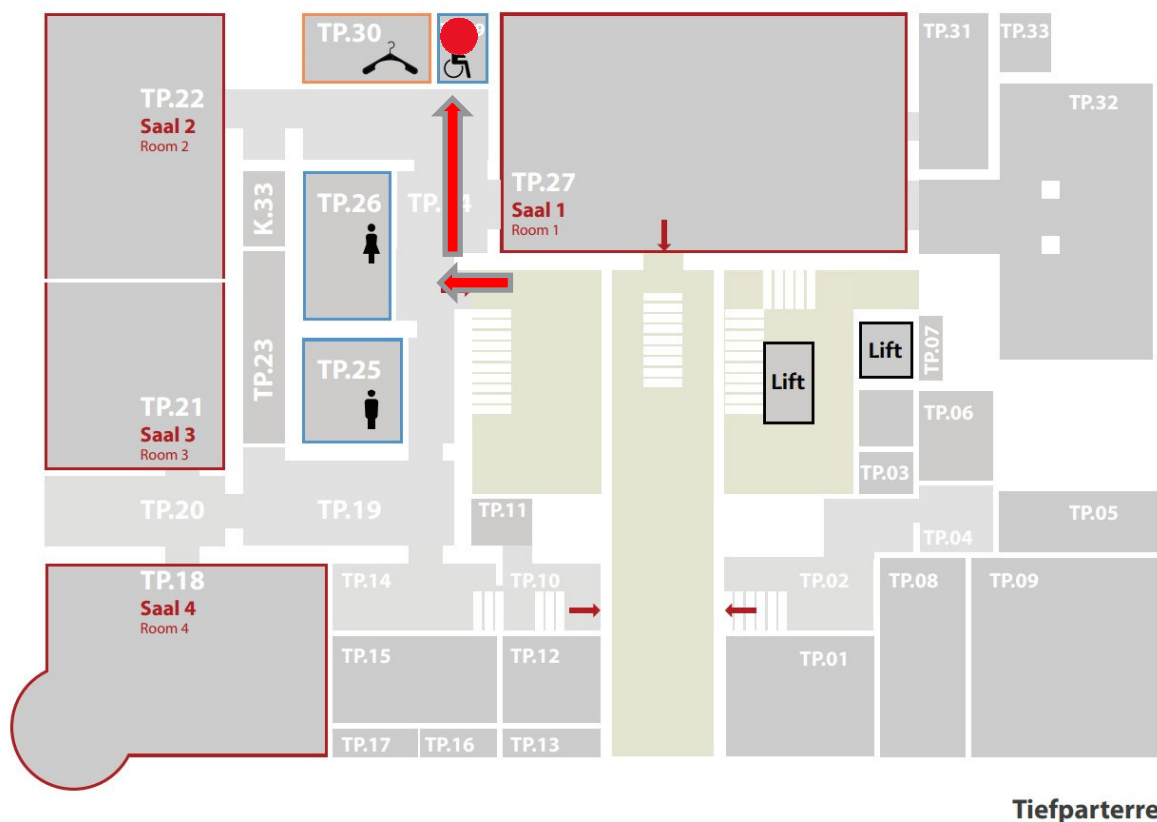 TP.30
TP.31
TP.33
TP.22
Saal 2
Room 2
TP.32
K.33
TP.26
TP.27
Saal 1
Room 1
TP.23
TP.25
Lift
Lift
TP.07
TP.21
Saal 3
Room 3
TP.06
TP.03
TP.20
TP.19
TP.11
TP.05
TP.04
TP.18
Saal 4
Room 4
TP.14
TP.10
TP.02
TP.08
TP.09
TP.15
TP.12
TP.01
TP.17
TP.16
TP.13
Tiefparterre